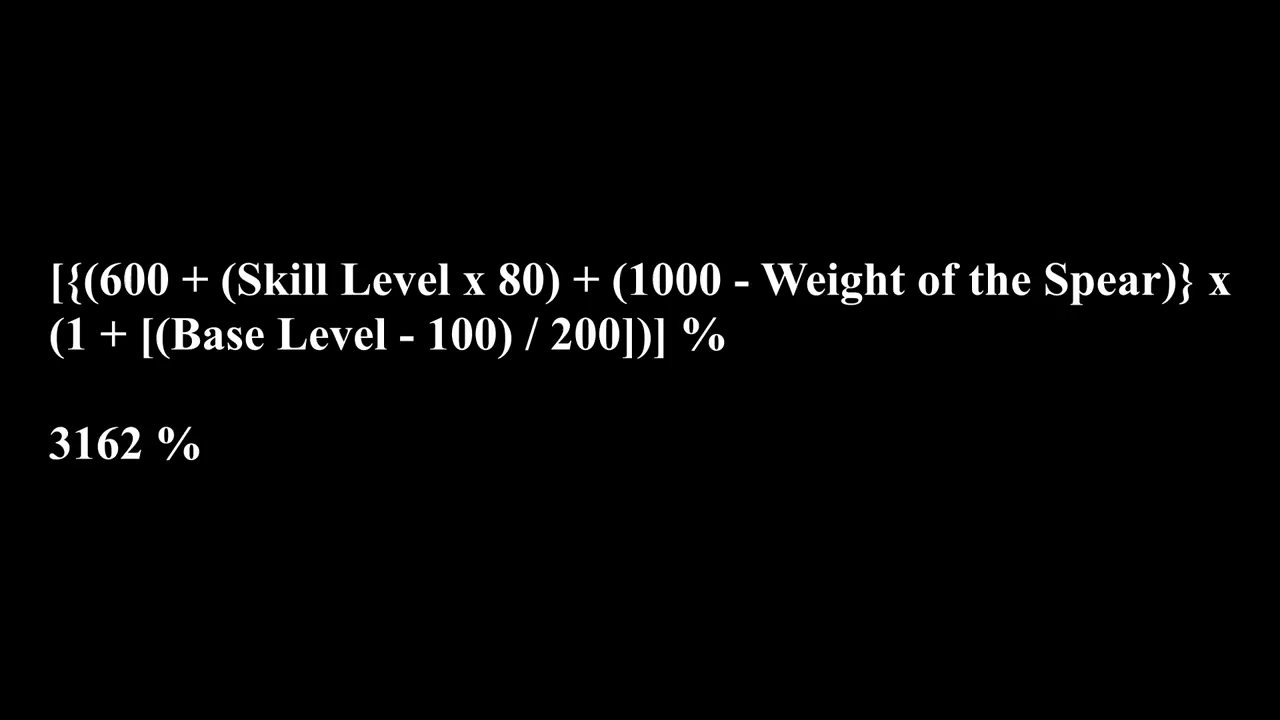 [{(600 + (Skill Level x 80) + (1000 - Weight of the Spear)} x
(1 + [(Base Level - 100) / 200])] %
3162 %